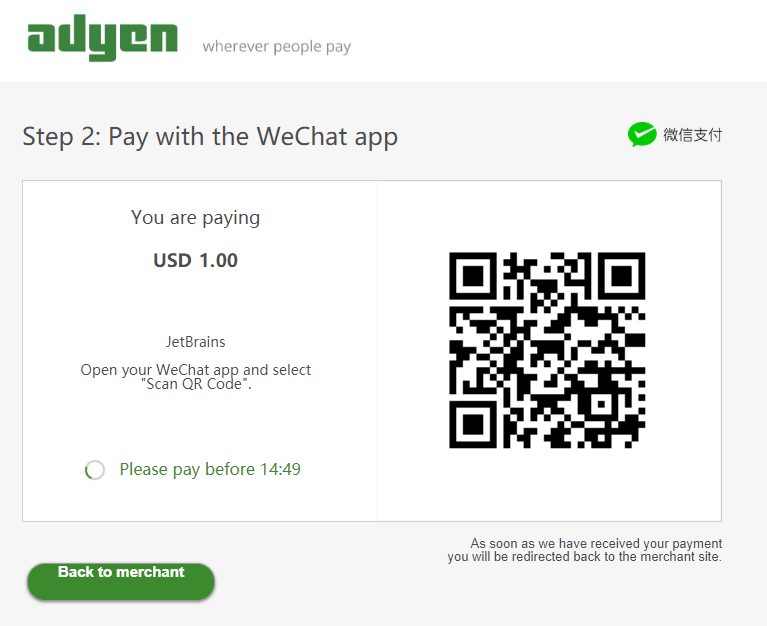 adyen wherever people pay
Step 2: Pay with the WeChat app
微信支付
You are paying
USD 1.00
JetBrains
Open your WeChat app and select
"Scan QR Code".
Please pay before 14:49
As soon as we have received your payment
you will be redirected back to the merchant site.
Back to merchant